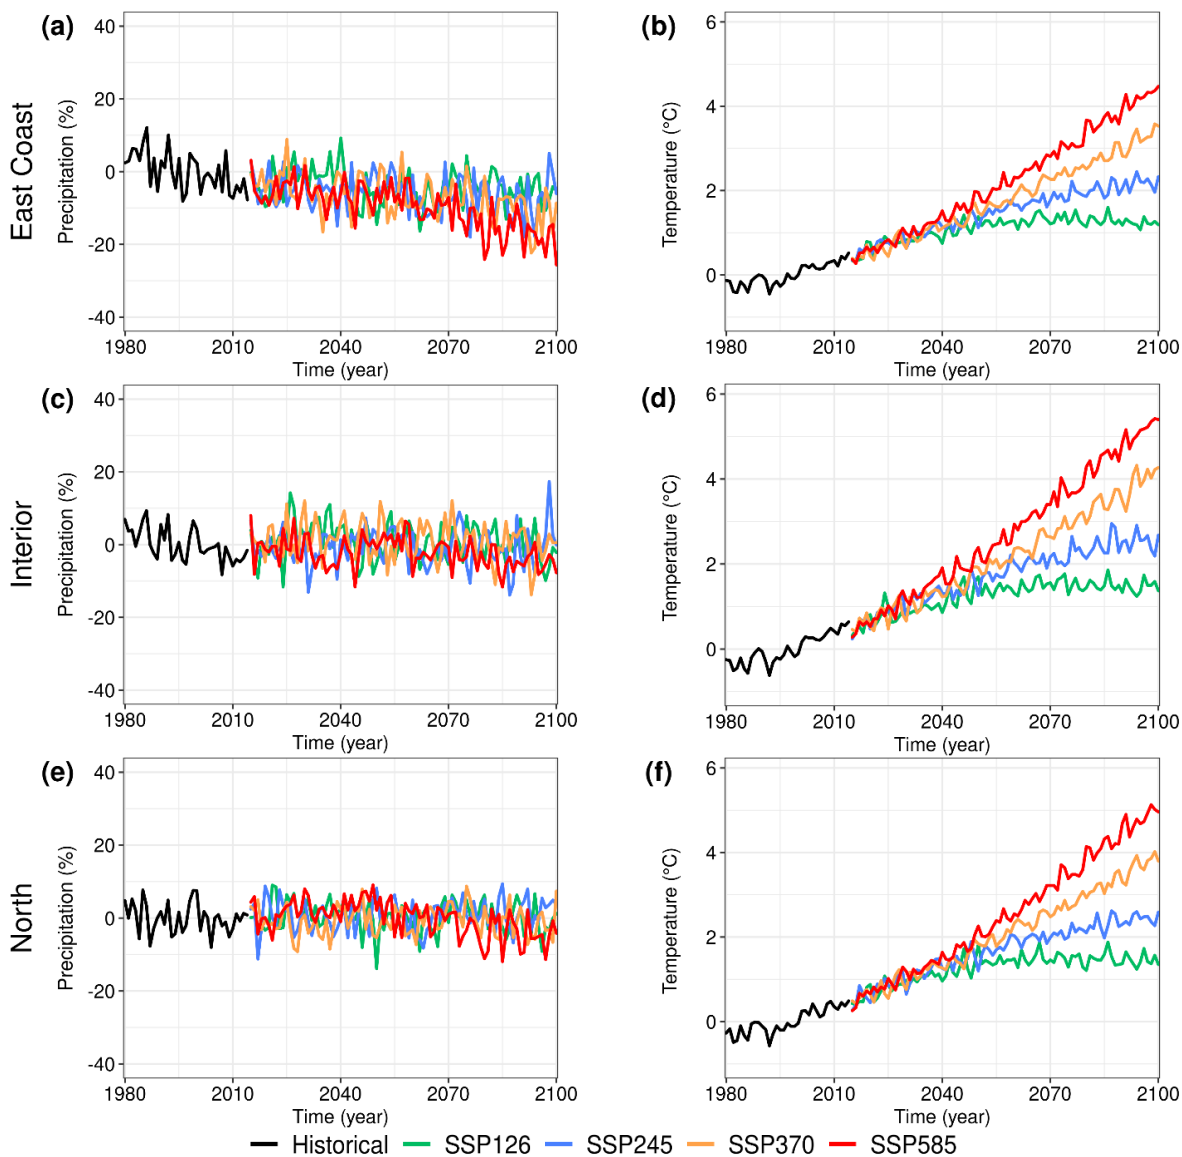 (a)
(b)
East Coast
Precipitation (%)
40
20
0
-20
-40
1980
2010
2040
2070
2100
Time (year)
Temperature (°C)
6
4
2
0
1980
2010
2040
2070
2100
Time (year)
(c)
(d)
Interior
Precipitation (%)
40
20
0
-20
-40
1980
2010
2040
2070
2100
Time (year)
Temperature (°C)
6
4
2
0
1980
2010
2040
2070
2100
Time (year)
(e)
(f)
North
Precipitation (%)
40
20
0
-20
-40
1980
2010
2040
2070
2100
Time (year)
Temperature (°C)
6
4
2
0
1980
2010
2040
2070
2100
Time (year)
Historical
SSP126
SSP245
SSP370
SSP585